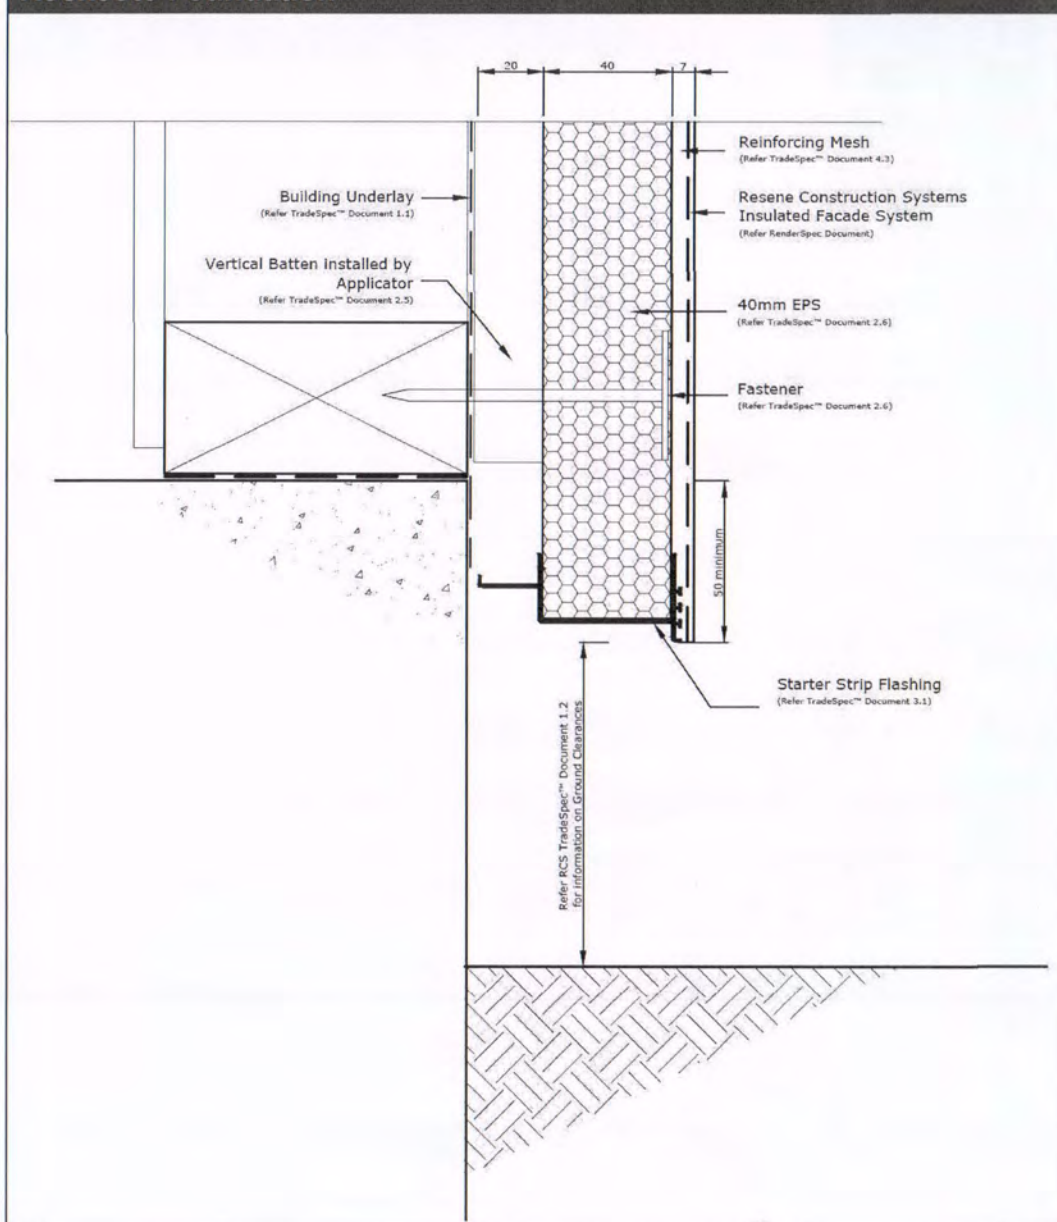 20
40
7
Reinforcing Mesh
(Refer TradeSpec™ Document 4.3)
Building Underlay
(Refer TradeSpec™ Document 1.1)
Resene Construction Systems
Insulated Facade System
(Refer RenderSpec Document)
Vertical Batten Installed by
Applicator
(Refer TradeSpec™ Document 2.5)
40mm EPS
(Refer TradeSpec™ Document 2.6)
Fastener
(Refer TradeSpec™ Document 2.6)
50 minimum
Starter Strip Flashing
(Refer TradeSpec™ Document 3.1)
Refer RCS TradeSpec™ Document 1.2
for Information on Ground Clearances